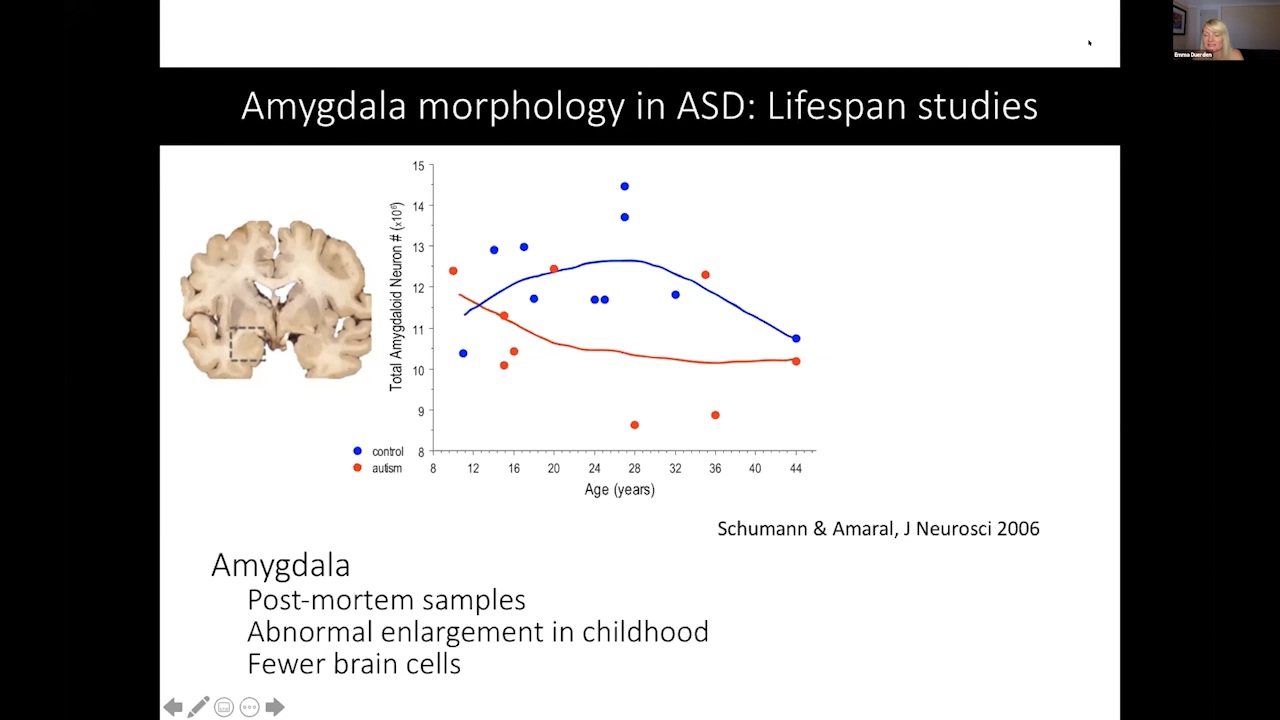 Emma Duerden
Amygdala morphology in ASD: Lifespan studies
Total Amygdaloid Neuron # (x10⁶)
15
14
13
12
11
10
9
8
8 12 16 20 24 28 32 36 40 44
Age (years)
control
autism
Schumann & Amaral, J Neurosci 2006
Amygdala
Post-mortem samples
Abnormal enlargement in childhood
Fewer brain cells